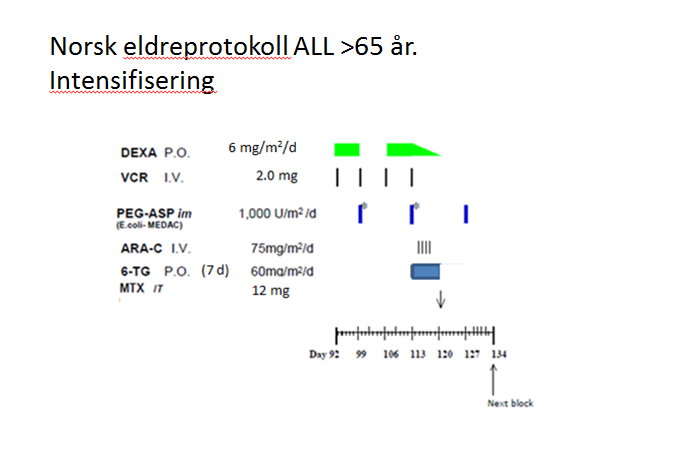 Norsk eldreprotokoll ALL >65 år.
Intensifisering
DEXA P.O. 6 mg/m²/d
VCR I.V. 2.0 mg
PEG-ASP im 1,000 U/m²/d * *
(E.coli- MEDAC)
ARA-C I.V. 75mg/m²/d
6-TG P.O. (7 d) 60mg/m²/d
MTX IT 12 mg
Day 92 99 106 113 120 127 134
Next block